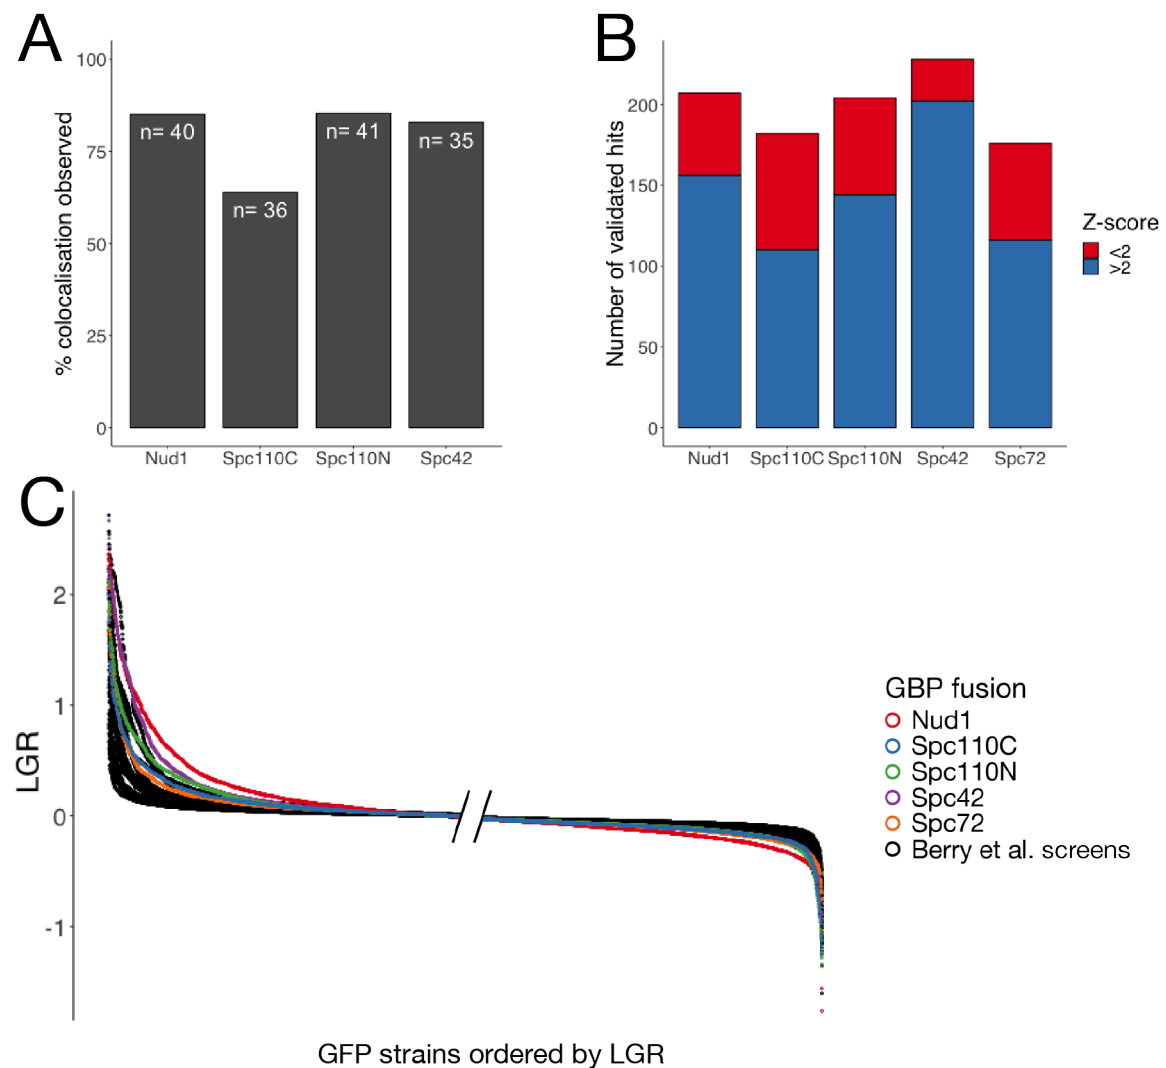 A
% colocalisation observed
100
75
50
25
0
n= 40
n= 36
n= 41
n= 35
Nud1
Spc110C
Spc110N
Spc42
B
Number of validated hits
200
150
100
50
0
Nud1
Spc110C
Spc110N
Spc42
Spc72
Z-score
<2
>2
C
LGR
2
1
0
-1
GFP strains ordered by LGR
GBP fusion
Nud1
Spc110C
Spc110N
Spc42
Spc72
Berry et al. screens